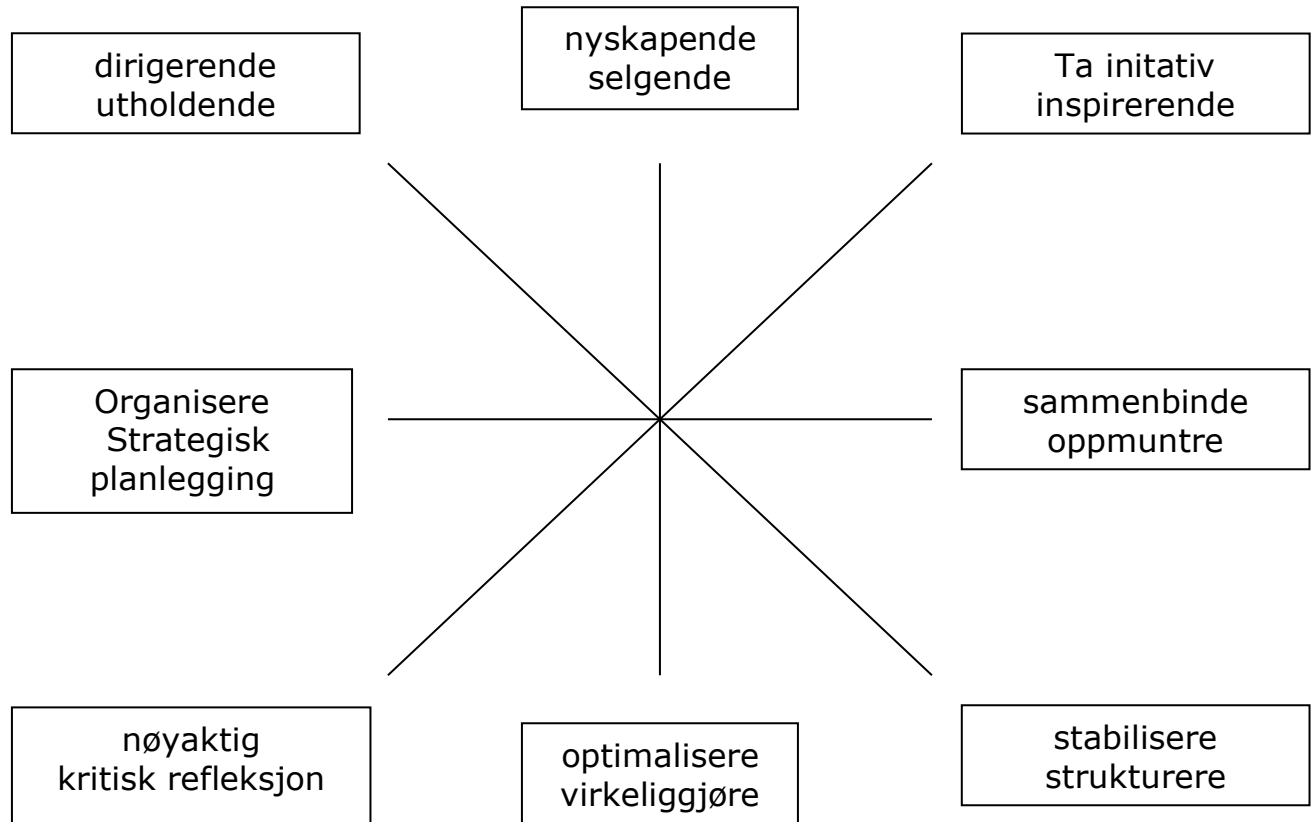 dirigerende
utholdende
nyskapende
selgende
Ta initativ
inspirerende
Organisere
Strategisk
planlegging
sammenbinde
oppmuntre
nøyaktig
kritisk refleksjon
optimalisere
virkeliggjøre
stabilisere
strukturere